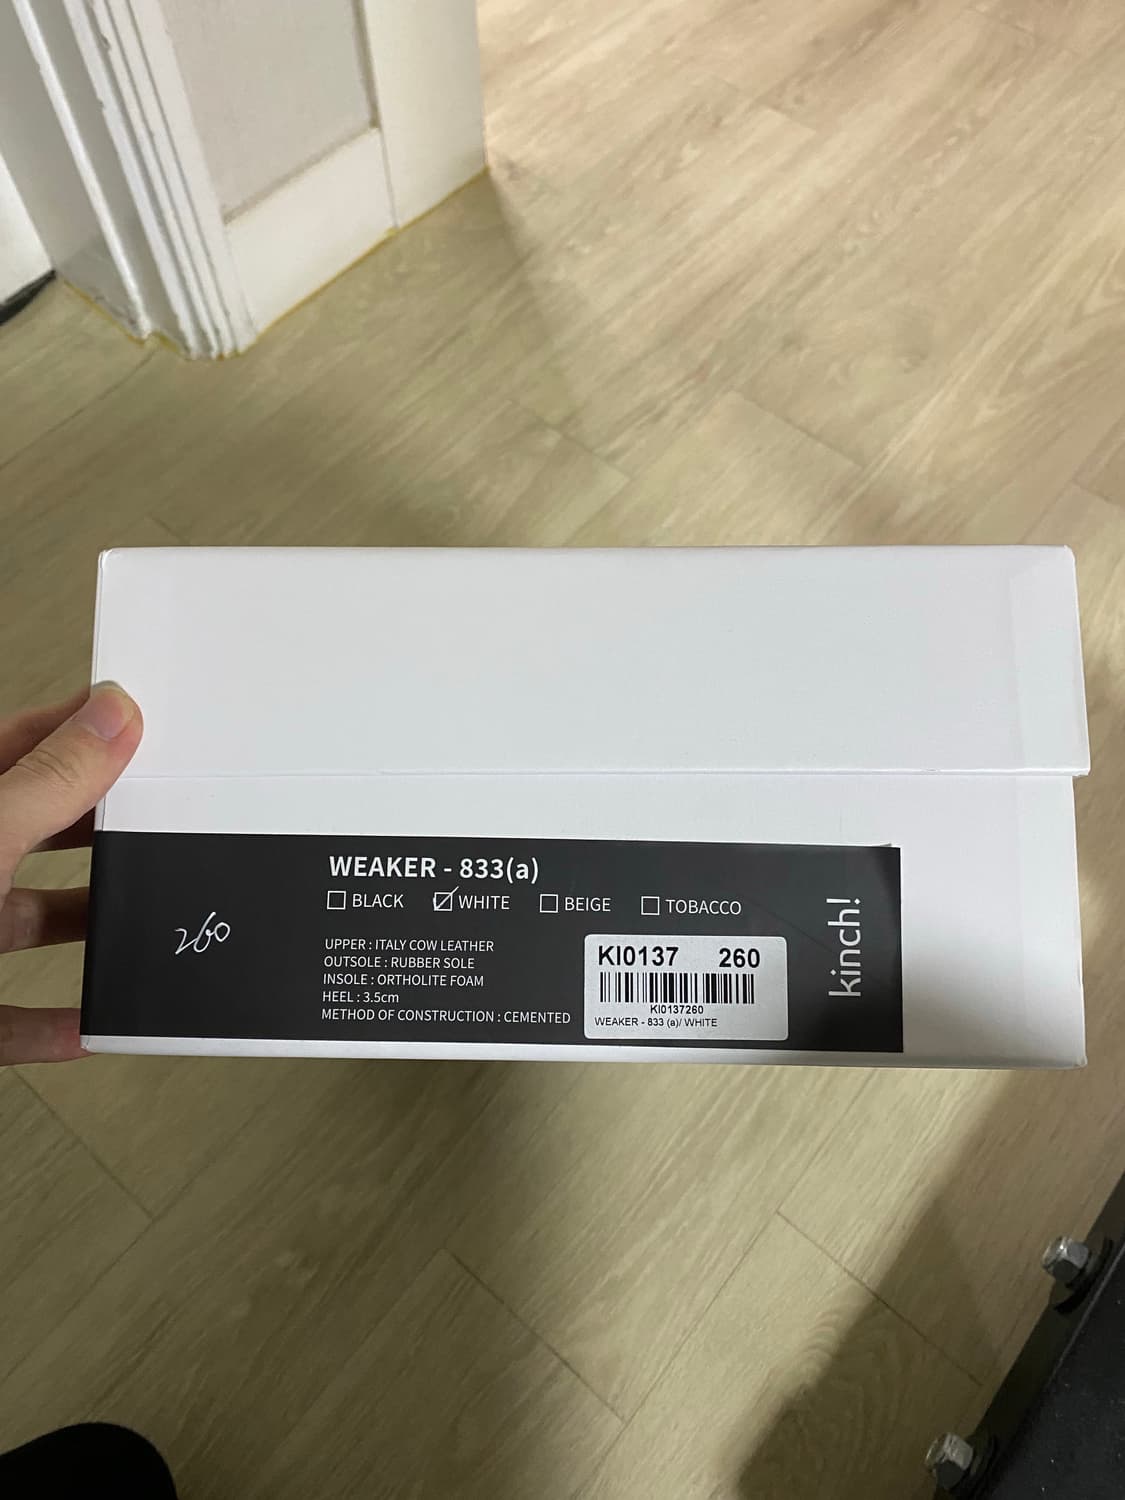 WEAKER - 833(a)
BLACK WHITE BEIGE TOBACCO
260
UPPER : ITALY COW LEATHER
OUTSOLE : RUBBER SOLE
INSOLE : ORTHOLITE FOAM
HEEL : 3.5cm
METHOD OF CONSTRUCTION : CEMENTED
KI0137 260
KI0137260
WEAKER - 833 (a)/ WHITE
kinch!